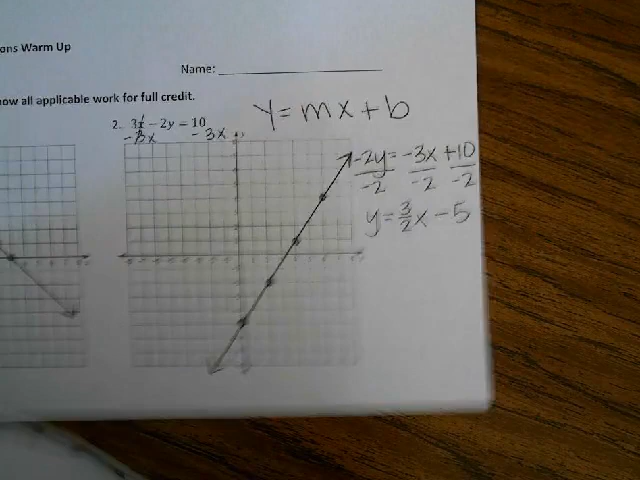 ons Warm Up
Name:
how all applicable work for full credit.
y=mx+b
2. 3x − 2y = 10
-3x -3x
-2y=-3x+10
-2 -2 -2
y=3/2x-5